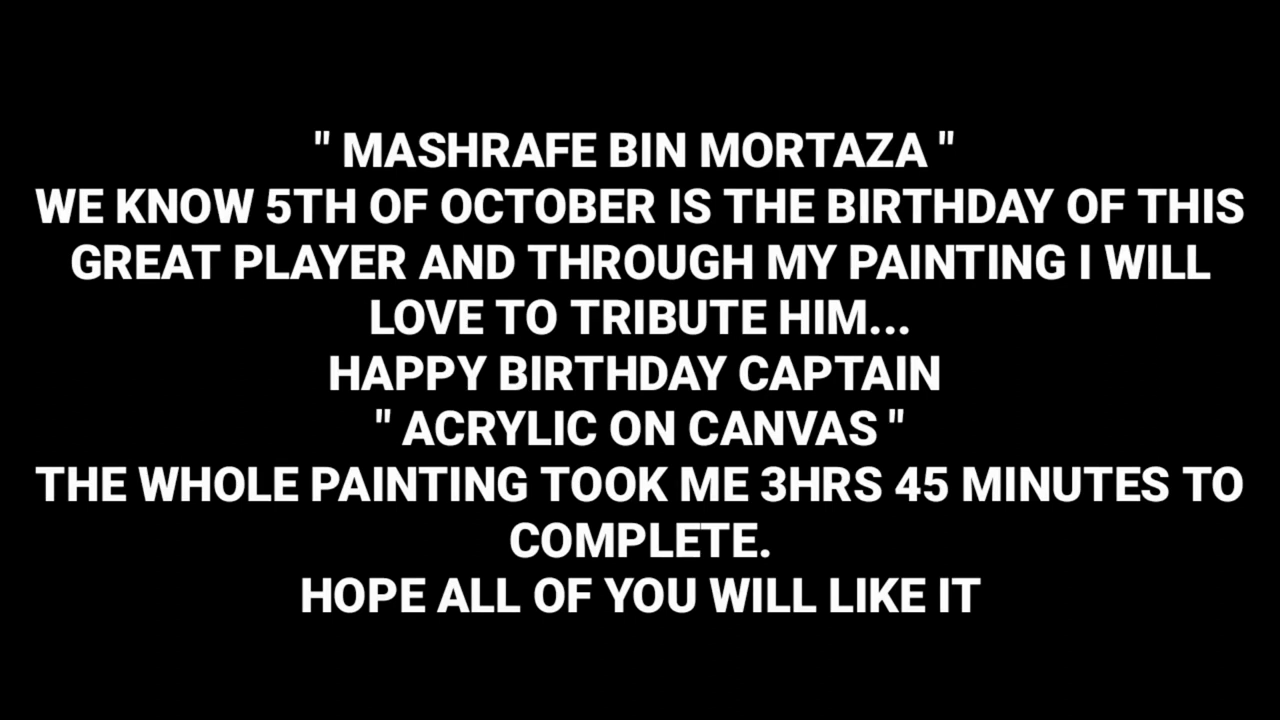 " MASHRAFE BIN MORTAZA "
WE KNOW 5TH OF OCTOBER IS THE BIRTHDAY OF THIS
GREAT PLAYER AND THROUGH MY PAINTING I WILL
LOVE TO TRIBUTE HIM...
HAPPY BIRTHDAY CAPTAIN
" ACRYLIC ON CANVAS "
THE WHOLE PAINTING TOOK ME 3HRS 45 MINUTES TO
COMPLETE.
HOPE ALL OF YOU WILL LIKE IT